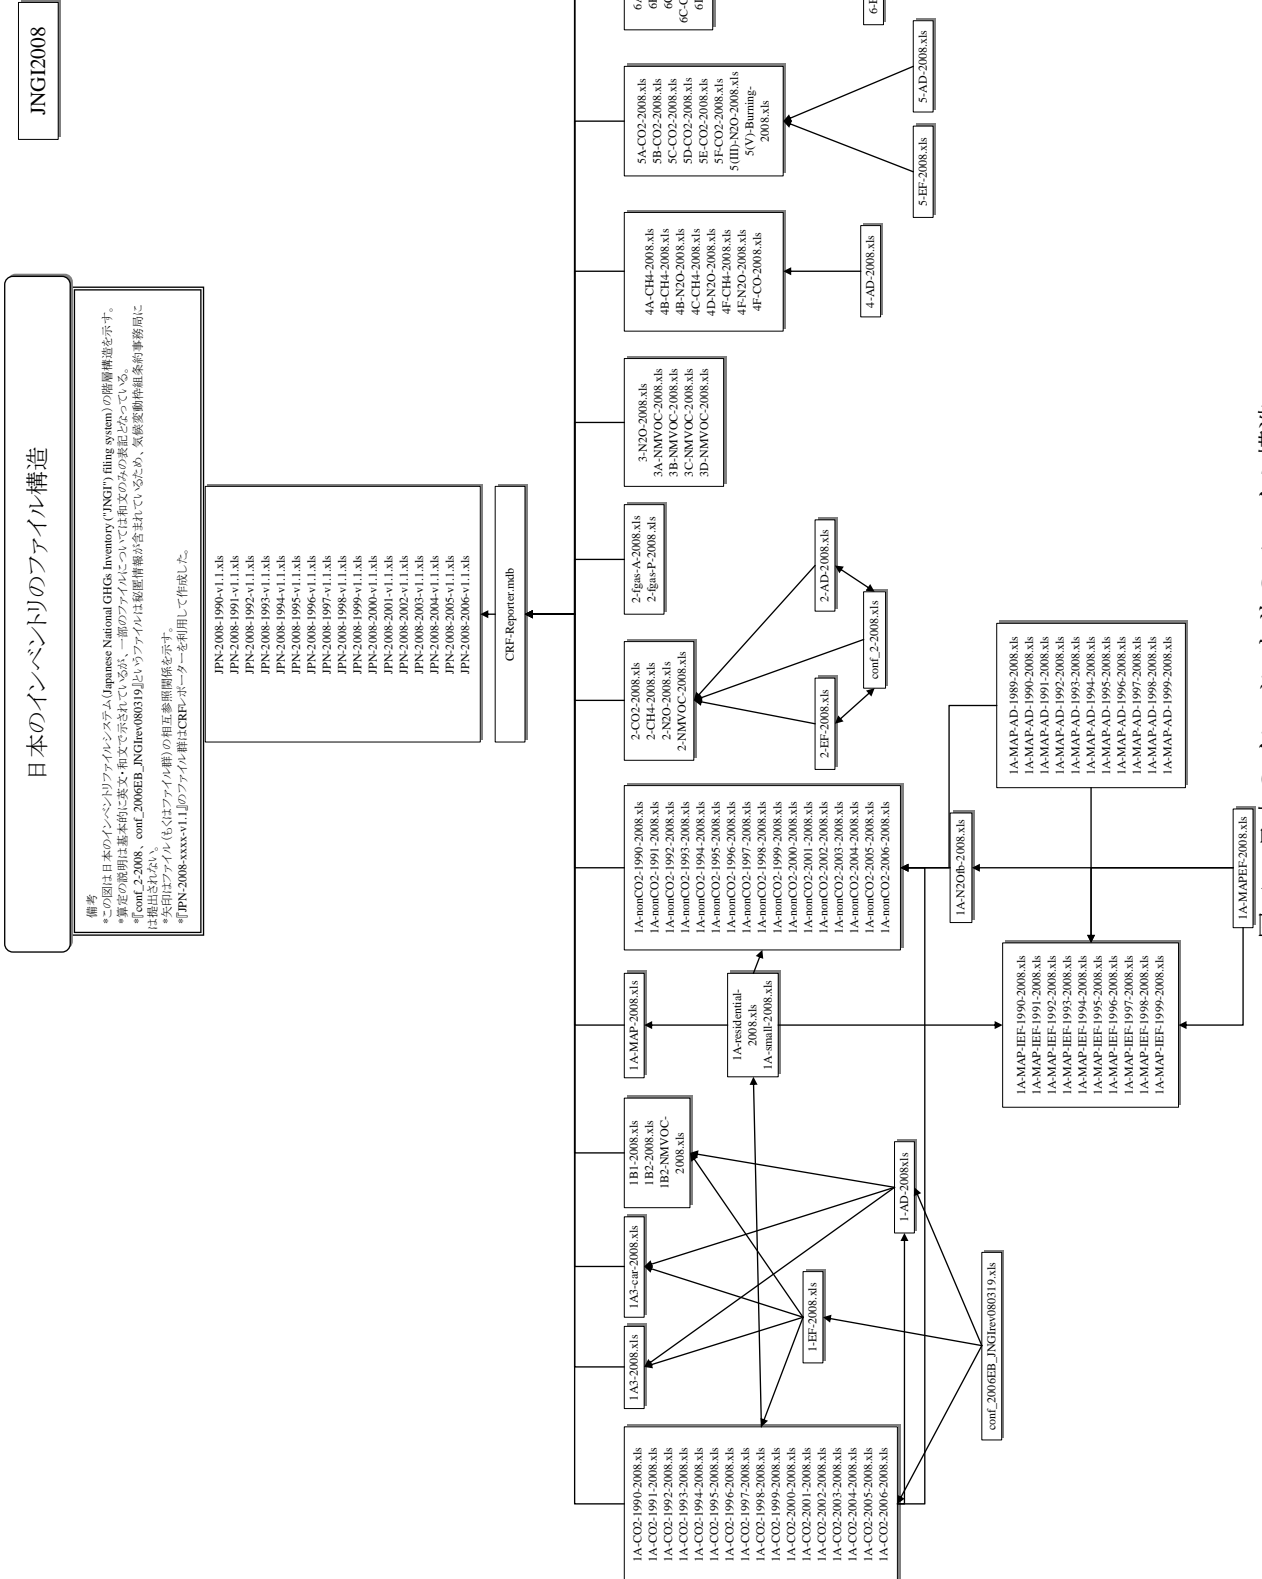 JNGI2008
日本のインベントリのファイル構造
備考
*この図は日本のインベントリファイルシステム(Japanese National GHGs Inventory ("JNGI") filing system)の階層構造を示す。
*算定の説明は基本的に英文・和文で示されているが、一部のファイルについては和文のみの表記となっている。
*『conf_2-2008、conf_2006EB_JNGIrev080319』というファイルは秘匿情報が含まれているため、気候変動枠組条約事務局に
は提出されない。
*矢印はファイル(もくはファイル群)の相互参照関係を示す。
*『JPN-2008-xxxx-v1.1』のファイル群はCRFレポーターを利用して作成した。
JPN-2008-1990-v1.1.xls
JPN-2008-1991-v1.1.xls
JPN-2008-1992-v1.1.xls
JPN-2008-1993-v1.1.xls
JPN-2008-1994-v1.1.xls
JPN-2008-1995-v1.1.xls
JPN-2008-1996-v1.1.xls
JPN-2008-1997-v1.1.xls
JPN-2008-1998-v1.1.xls
JPN-2008-1999-v1.1.xls
JPN-2008-2000-v1.1.xls
JPN-2008-2001-v1.1.xls
JPN-2008-2002-v1.1.xls
JPN-2008-2003-v1.1.xls
JPN-2008-2004-v1.1.xls
JPN-2008-2005-v1.1.xls
JPN-2008-2006-v1.1.xls
CRF-Reporter.mdb
1A-CO2-1990-2008.xls
1A-CO2-1991-2008.xls
1A-CO2-1992-2008.xls
1A-CO2-1993-2008.xls
1A-CO2-1994-2008.xls
1A-CO2-1995-2008.xls
1A-CO2-1996-2008.xls
1A-CO2-1997-2008.xls
1A-CO2-1998-2008.xls
1A-CO2-1999-2008.xls
1A-CO2-2000-2008.xls
1A-CO2-2001-2008.xls
1A-CO2-2002-2008.xls
1A-CO2-2003-2008.xls
1A-CO2-2004-2008.xls
1A-CO2-2005-2008.xls
1A-CO2-2006-2008.xls
1A3-2008.xls
1A3-car-2008.xls
1B1-2008.xls
1B2-2008.xls
1B2-NMVOC-
2008.xls
1A-MAP-2008.xls
1A-nonCO2-1990-2008.xls
1A-nonCO2-1991-2008.xls
1A-nonCO2-1992-2008.xls
1A-nonCO2-1993-2008.xls
1A-nonCO2-1994-2008.xls
1A-nonCO2-1995-2008.xls
1A-nonCO2-1996-2008.xls
1A-nonCO2-1997-2008.xls
1A-nonCO2-1998-2008.xls
1A-nonCO2-1999-2008.xls
1A-nonCO2-2000-2008.xls
1A-nonCO2-2001-2008.xls
1A-nonCO2-2002-2008.xls
1A-nonCO2-2003-2008.xls
1A-nonCO2-2004-2008.xls
1A-nonCO2-2005-2008.xls
1A-nonCO2-2006-2008.xls
2-CO2-2008.xls
2-CH4-2008.xls
2-N2O-2008.xls
2-NMVOC-2008.xls
2-fgas-A-2008.xls
2-fgas-P-2008.xls
3-N2O-2008.xls
3A-NMVOC-2008.xls
3B-NMVOC-2008.xls
3C-NMVOC-2008.xls
3D-NMVOC-2008.xls
4A-CH4-2008.xls
4B-CH4-2008.xls
4B-N2O-2008.xls
4C-CH4-2008.xls
4D-N2O-2008.xls
4F-CH4-2008.xls
4F-N2O-2008.xls
4F-CO-2008.xls
5A-CO2-2008.xls
5B-CO2-2008.xls
5C-CO2-2008.xls
5D-CO2-2008.xls
5E-CO2-2008.xls
5F-CO2-2008.xls
5(III)-N2O-2008.xls
5(V)-Burning-
2008.xls
1A-residential-
2008.xls
1A-small-2008.xls
1-EF-2008.xls
1-AD-2008xls
conf_2006EB_JNGIrev080319.xls
2-EF-2008.xls
2-AD-2008.xls
conf_2-2008.xls
4-AD-2008.xls
5-EF-2008.xls
5-AD-2008.xls
1A-N2Ofb-2008.xls
1A-MAP-IEF-1990-2008.xls
1A-MAP-IEF-1991-2008.xls
1A-MAP-IEF-1992-2008.xls
1A-MAP-IEF-1993-2008.xls
1A-MAP-IEF-1994-2008.xls
1A-MAP-IEF-1995-2008.xls
1A-MAP-IEF-1996-2008.xls
1A-MAP-IEF-1997-2008.xls
1A-MAP-IEF-1998-2008.xls
1A-MAP-IEF-1999-2008.xls
1A-MAP-AD-1989-2008.xls
1A-MAP-AD-1990-2008.xls
1A-MAP-AD-1991-2008.xls
1A-MAP-AD-1992-2008.xls
1A-MAP-AD-1993-2008.xls
1A-MAP-AD-1994-2008.xls
1A-MAP-AD-1995-2008.xls
1A-MAP-AD-1996-2008.xls
1A-MAP-AD-1997-2008.xls
1A-MAP-AD-1998-2008.xls
1A-MAP-AD-1999-2008.xls
1A-MAPEF-2008.xls